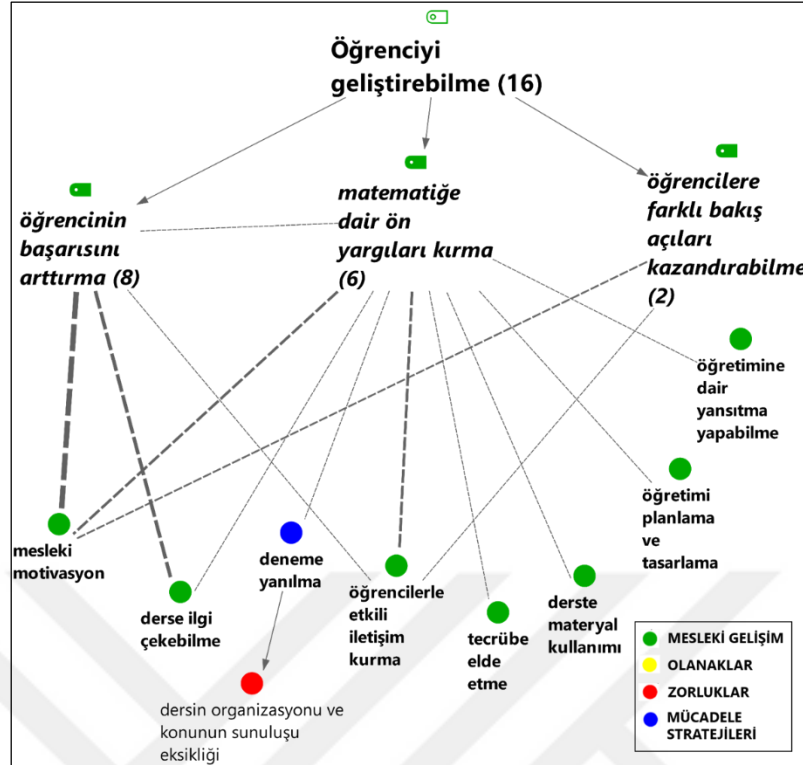 Öğrenciyi
geliştirebilme (16)
öğrencinin
başarısını
arttırma (8)
matematiğe
dair ön
yargıları kırma
(6)
öğrencilere
farklı bakış
açıları
kazandırabilme
(2)
öğretimine
dair
yansıtma
yapabilme
öğretimi
planlama
ve
tasarlama
mesleki
motivasyon
derse ilgi
çekebilme
deneme
yanılma
öğrencilerle
etkili
iletişim
kurma
tecrübe
elde
etme
derste
materyal
kullanımı
dersin organizasyonu ve
konunun sunuluşu
eksikliği
MESLEKİ GELİŞİM
OLANAKLAR
ZORLUKLAR
MÜCADELE
STRATEJİLERİ